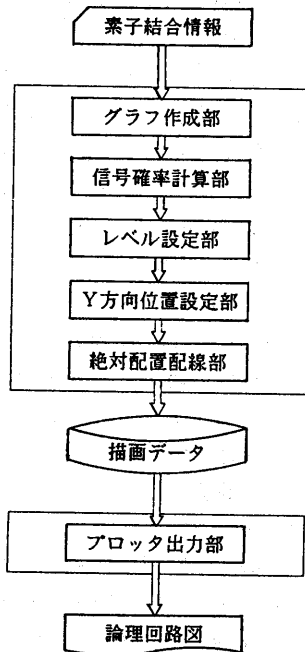 素子結合情報
グラフ作成部
信号確率計算部
レベル設定部
Y方向位置設定部
絶対配置配線部
描画データ
プロッタ出力部
論理回路図